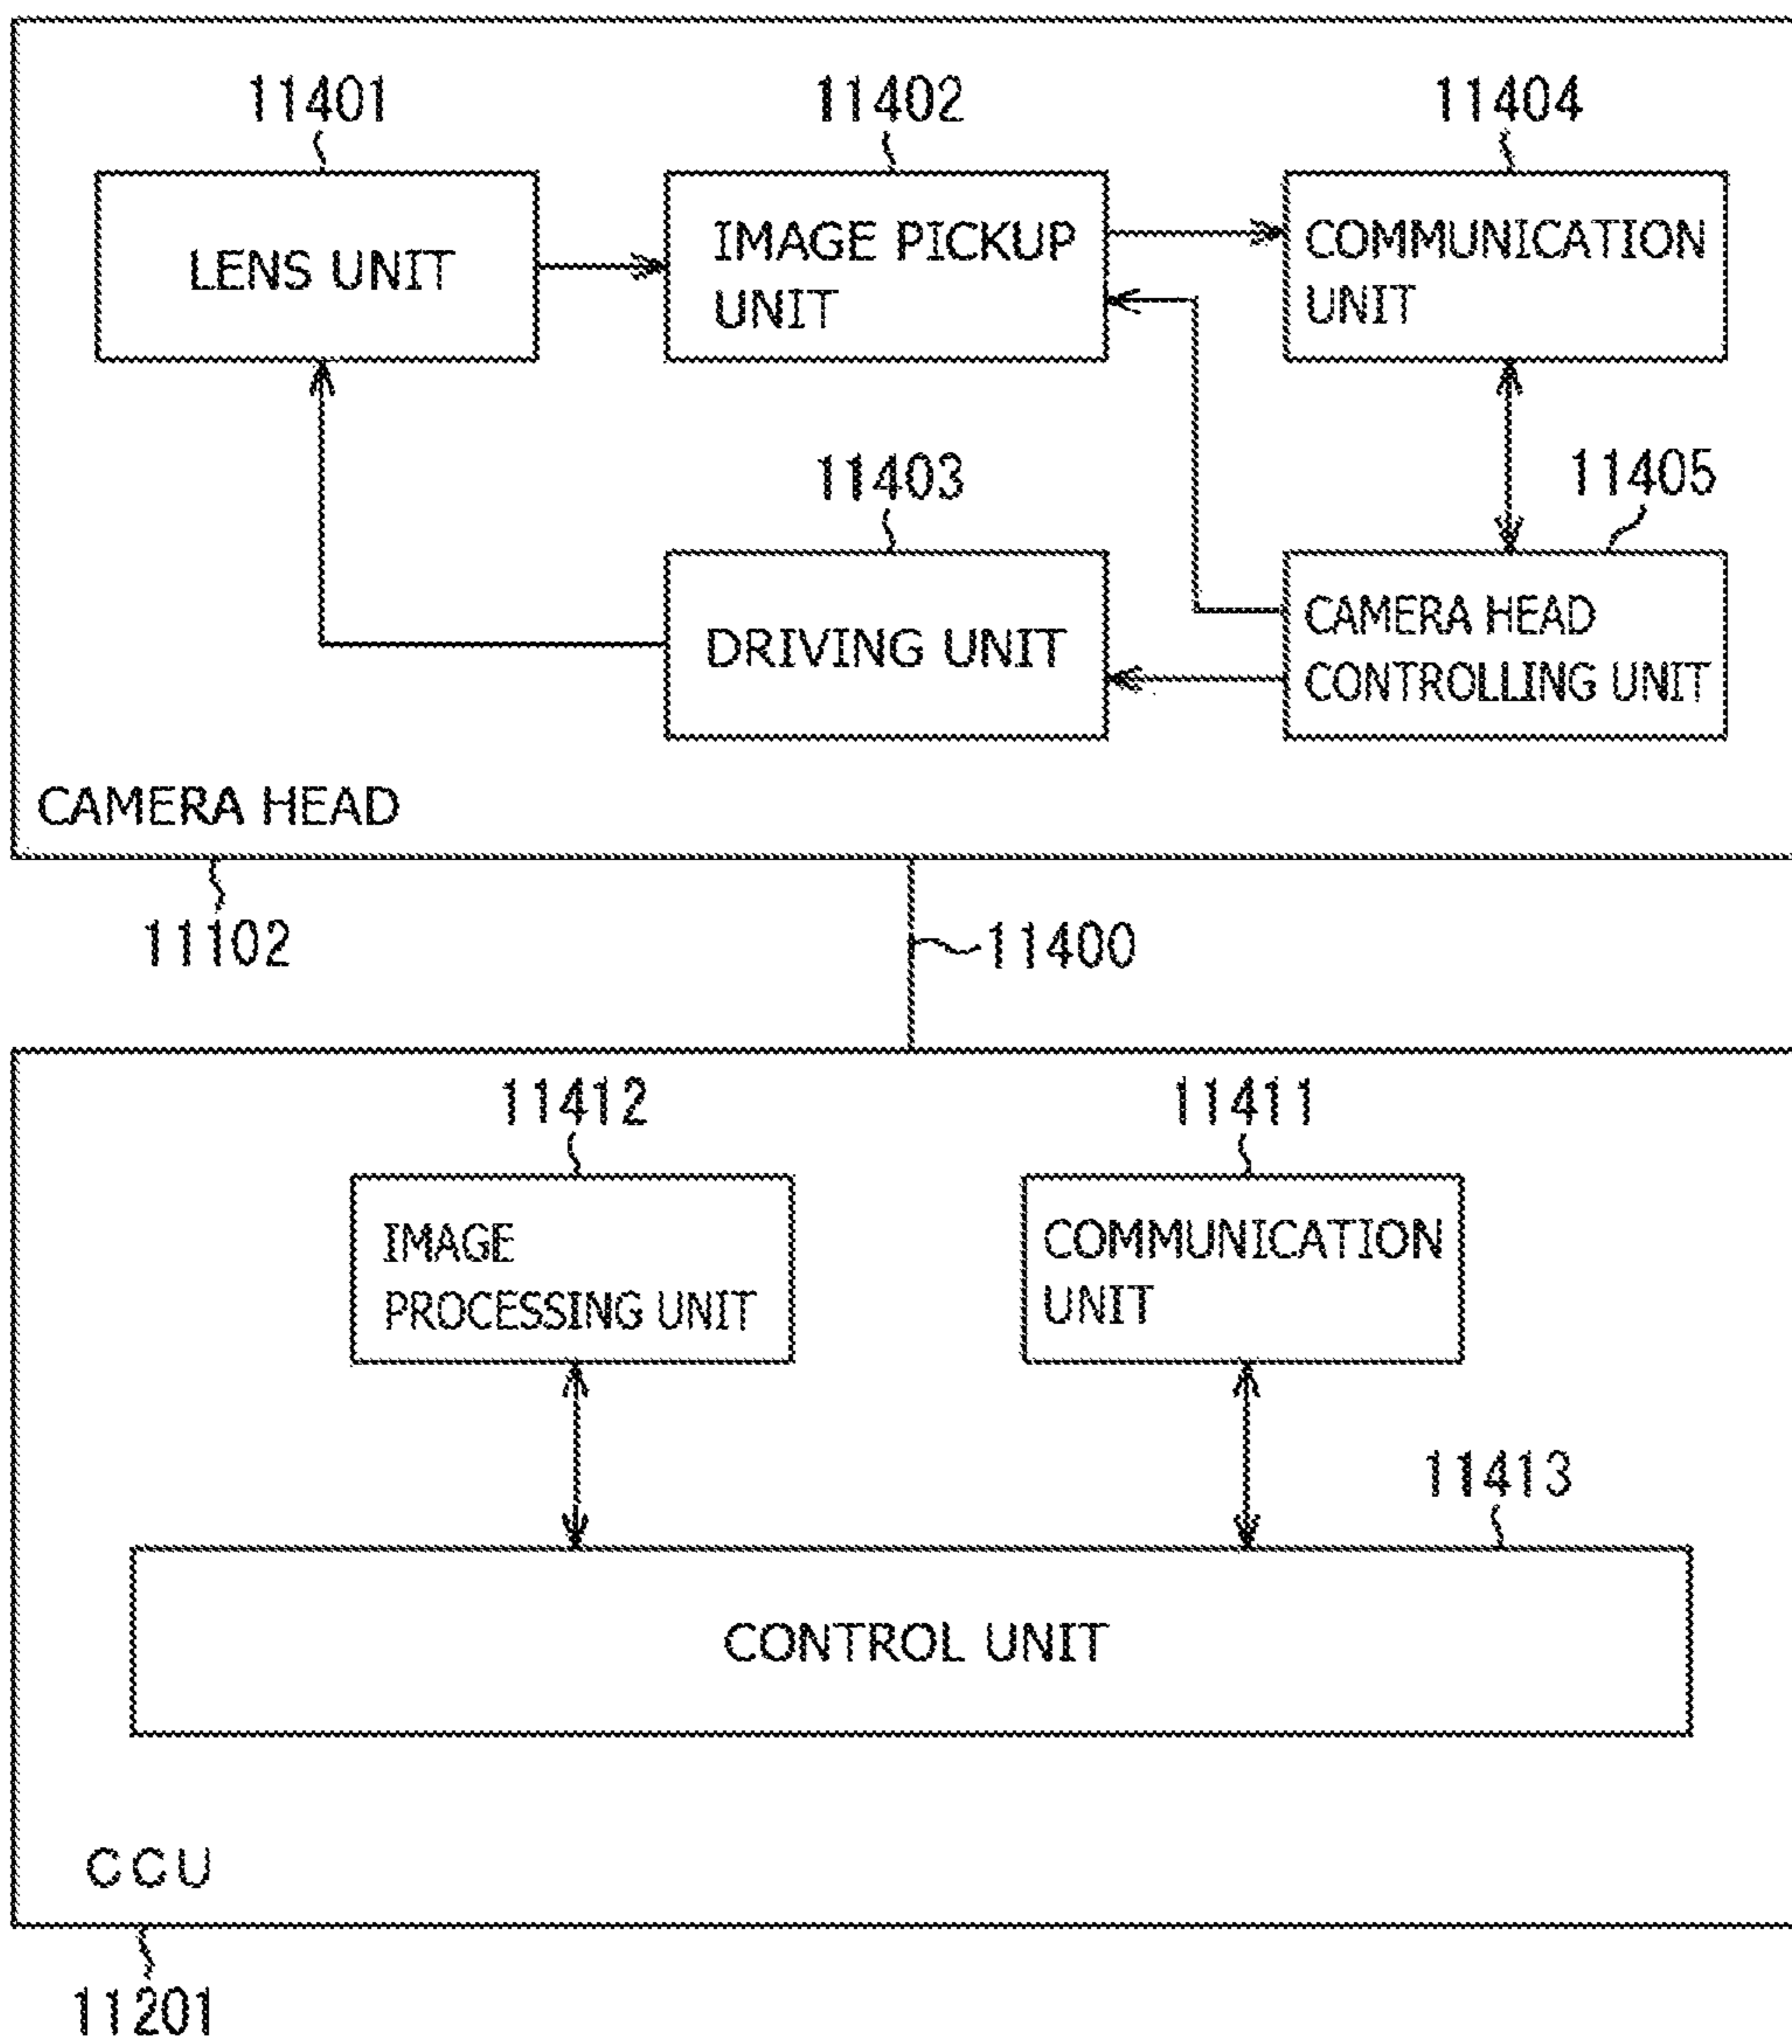 11401
11402
11404
LENS UNIT
IMAGE PICKUP
UNIT
COMMUNICATION
UNIT
11403
11405
DRIVING UNIT
CAMERA HEAD
CONTROLLING UNIT
CAMERA HEAD
11102
11400
11412
11411
IMAGE
PROCESSING UNIT
COMMUNICATION
UNIT
11413
CONTROL UNIT
CCU
11201